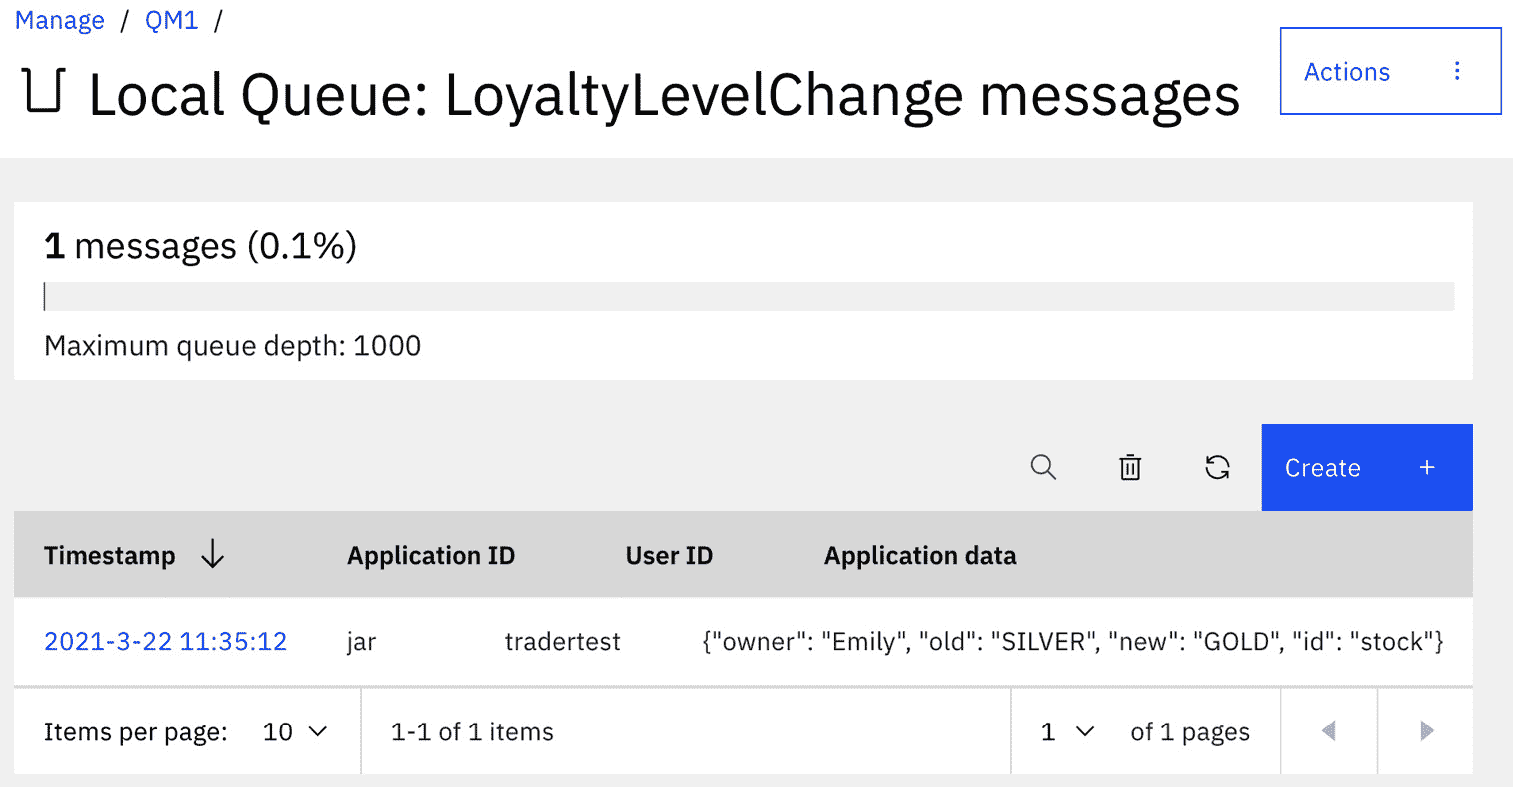 Manage / QM1 /
Local Queue: LoyaltyLevelChange messages
Actions
1 messages (0.1%)
Maximum queue depth: 1000
Create +
Timestamp Application ID User ID Application data
2021-3-22 11:35:12 jar tradertest {"owner": "Emily", "old": "SILVER", "new": "GOLD", "id": "stock"}
Items per page: 10 1-1 of 1 items 1 of 1 pages